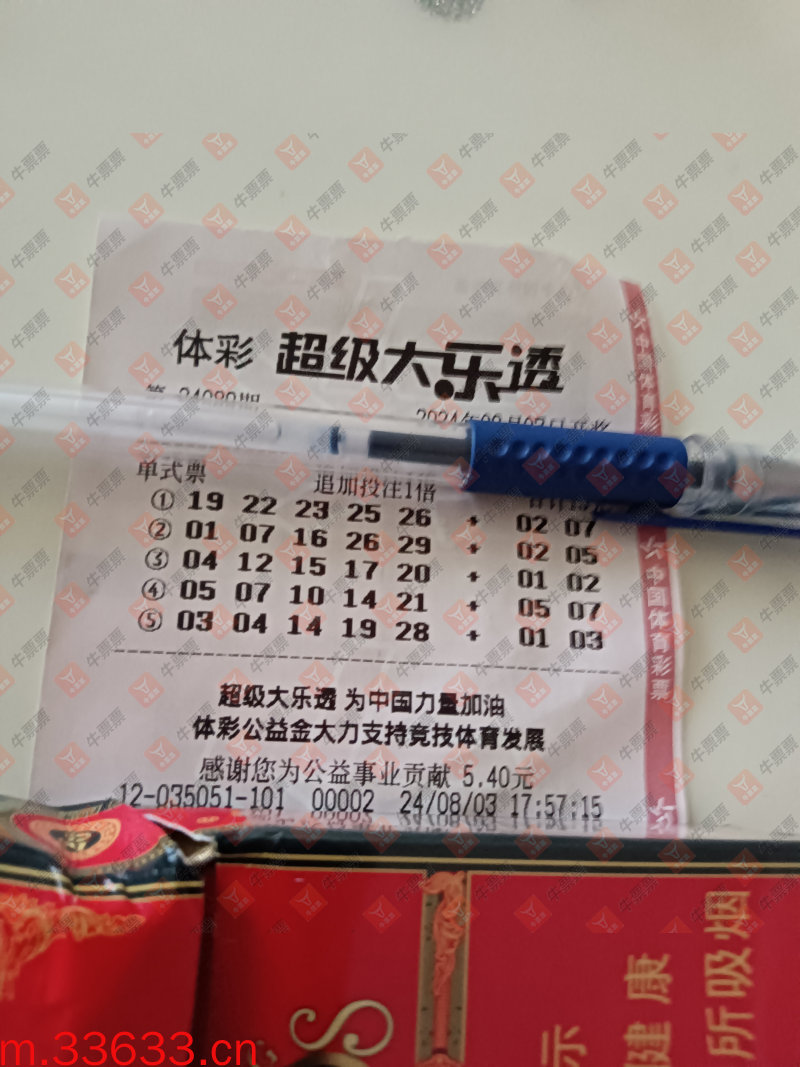 体彩 超级大乐透
单式票
追加投注1倍
① 19 22 23 25 26 + 02 07
② 01 07 16 26 29 + 02 05
③ 04 12 15 17 20 + 01 02
④ 05 07 10 14 21 + 05 07
⑤ 03 04 14 19 28 + 01 03
超级大乐透 为中国力量加油
体彩公益金大力支持竞技体育发展
感谢您为公益事业贡献 5.40元
12-035051-101 00002 24/08/03 17:57:15
中国体育彩票
牛票票
健康
所吸烟
m.33633.cn